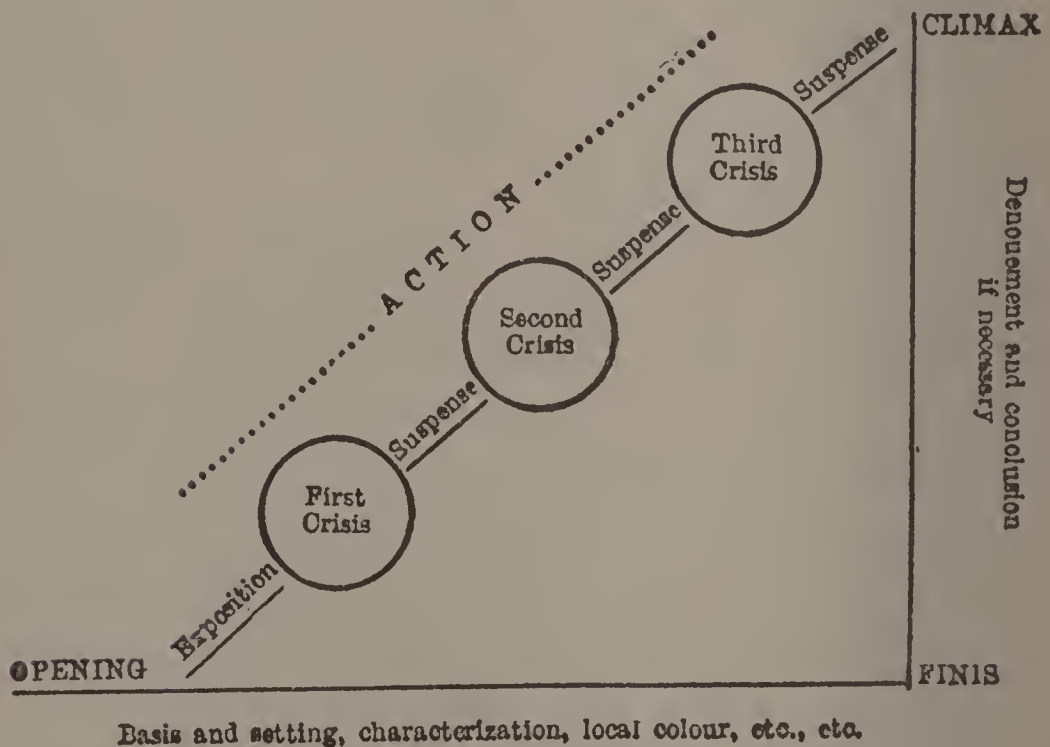 CLIMAX
Suspense
Third
Crisis
ACTION
Suspense
Second
Crisis
Suspense
First
Crisis
Exposition
OPENING
FINIS
Denouement and conclusion
if necessary
Basis and setting, characterization, local colour, etc., etc.